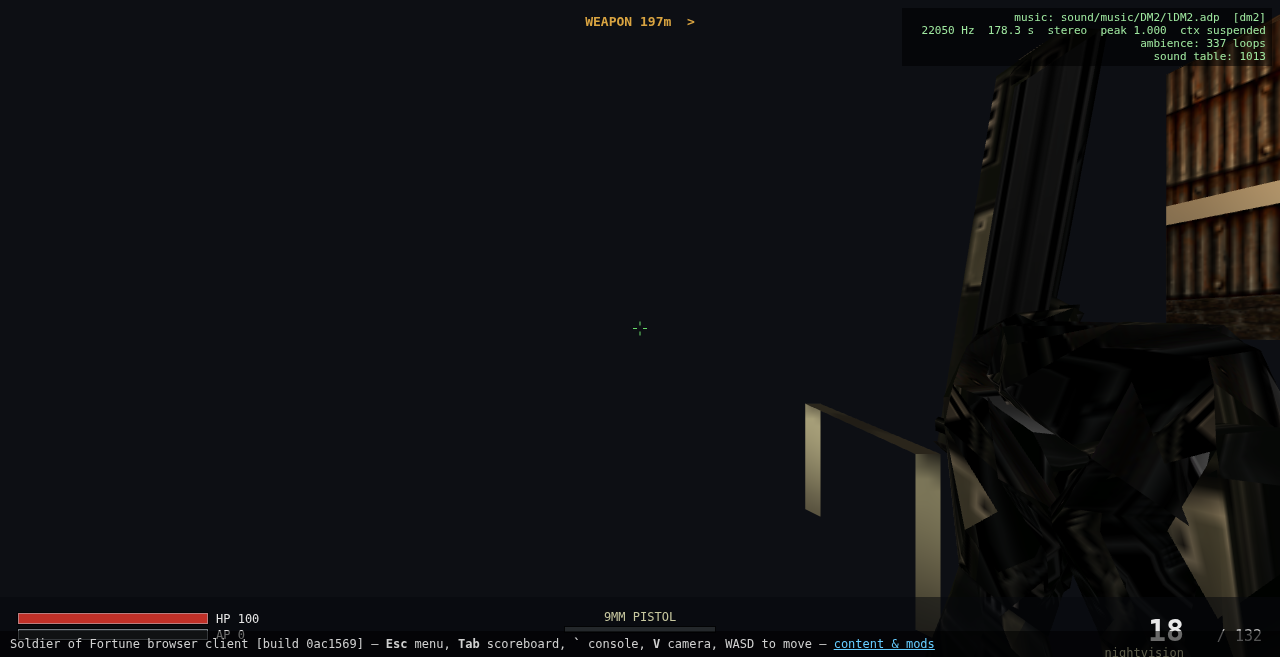 WEAPON 197m >
music: sound/music/DM2/lDM2.adp [dm2]
22050 Hz 178.3 s stereo peak 1.000 ctx suspended
ambience: 337 loops
sound table: 1013
HP 100
AP 0
9MM PISTOL
18 / 132
Soldier of Fortune browser client [build 0ac1569] — Esc menu, Tab scoreboard, ` console, V camera, WASD to move — content & mods
nightvision